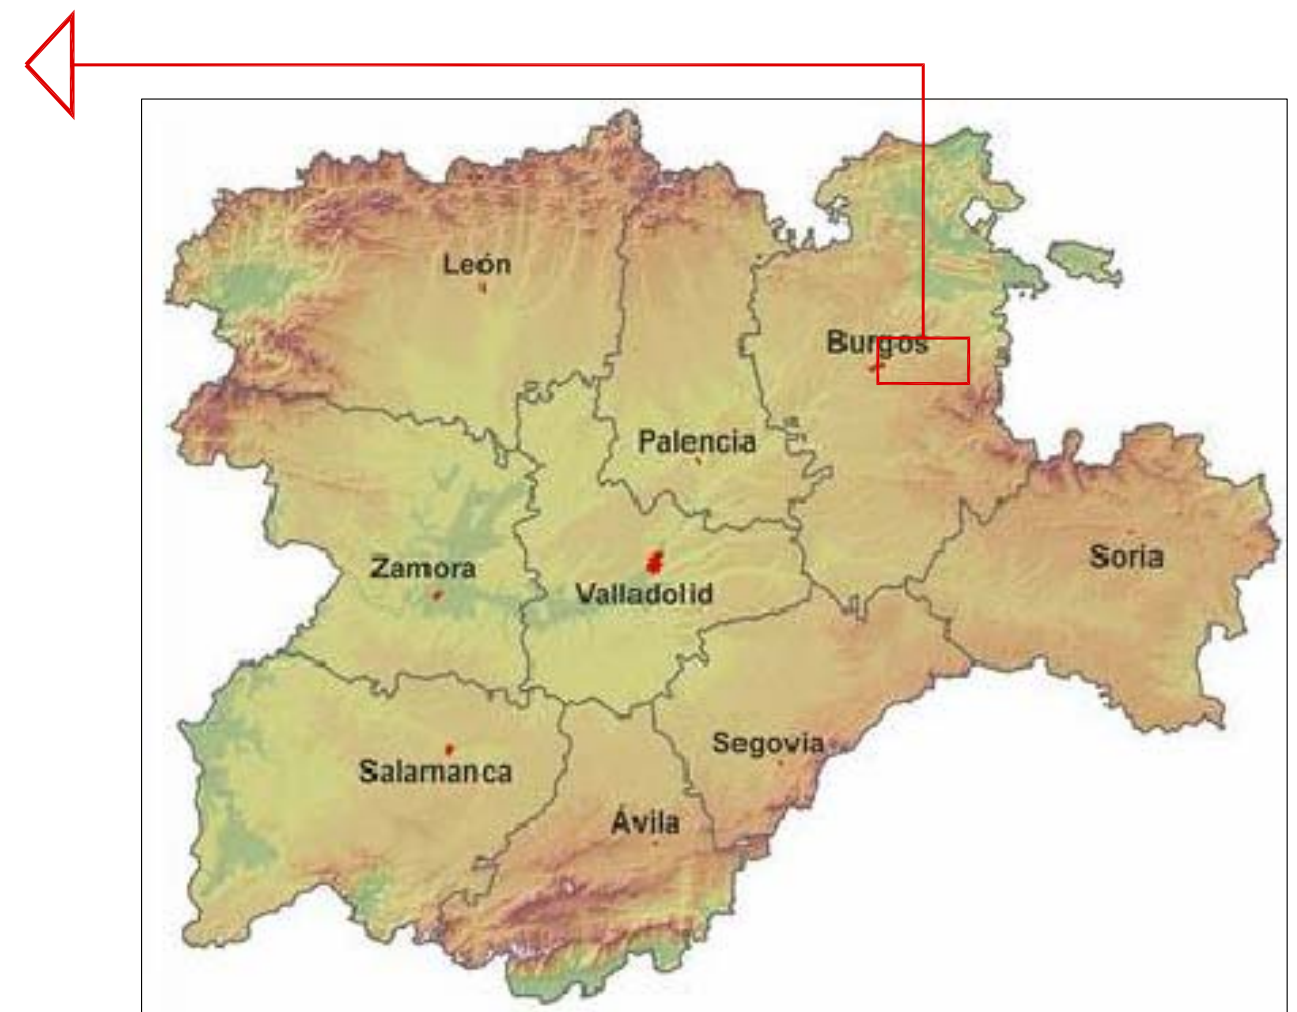 León
Burgos
Palencia
Soria
Zamora
Valladolid
Segovia
Salamanca
Ávila